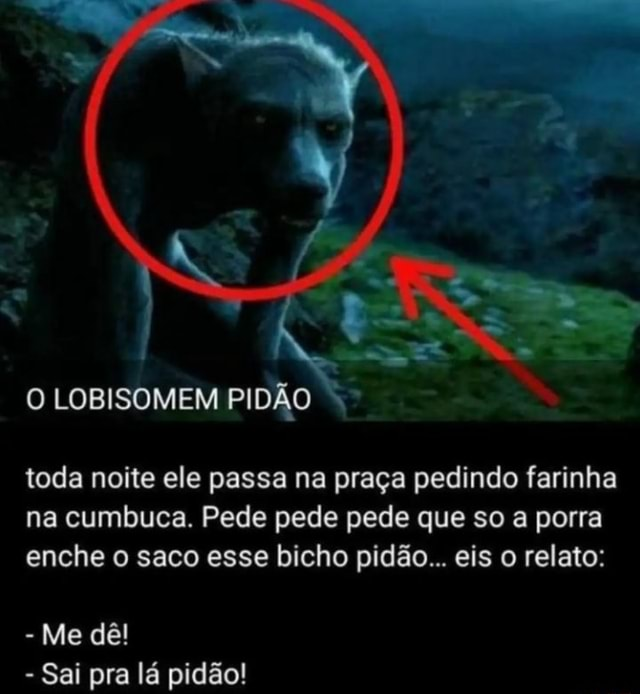 O LOBISOMEM PIDÃO
toda noite ele passa na praça pedindo farinha
na cumbuca. Pede pede pede que so a porra
enche o saco esse bicho pidão... eis o relato:
- Me dê!
- Sai pra lá pidão!